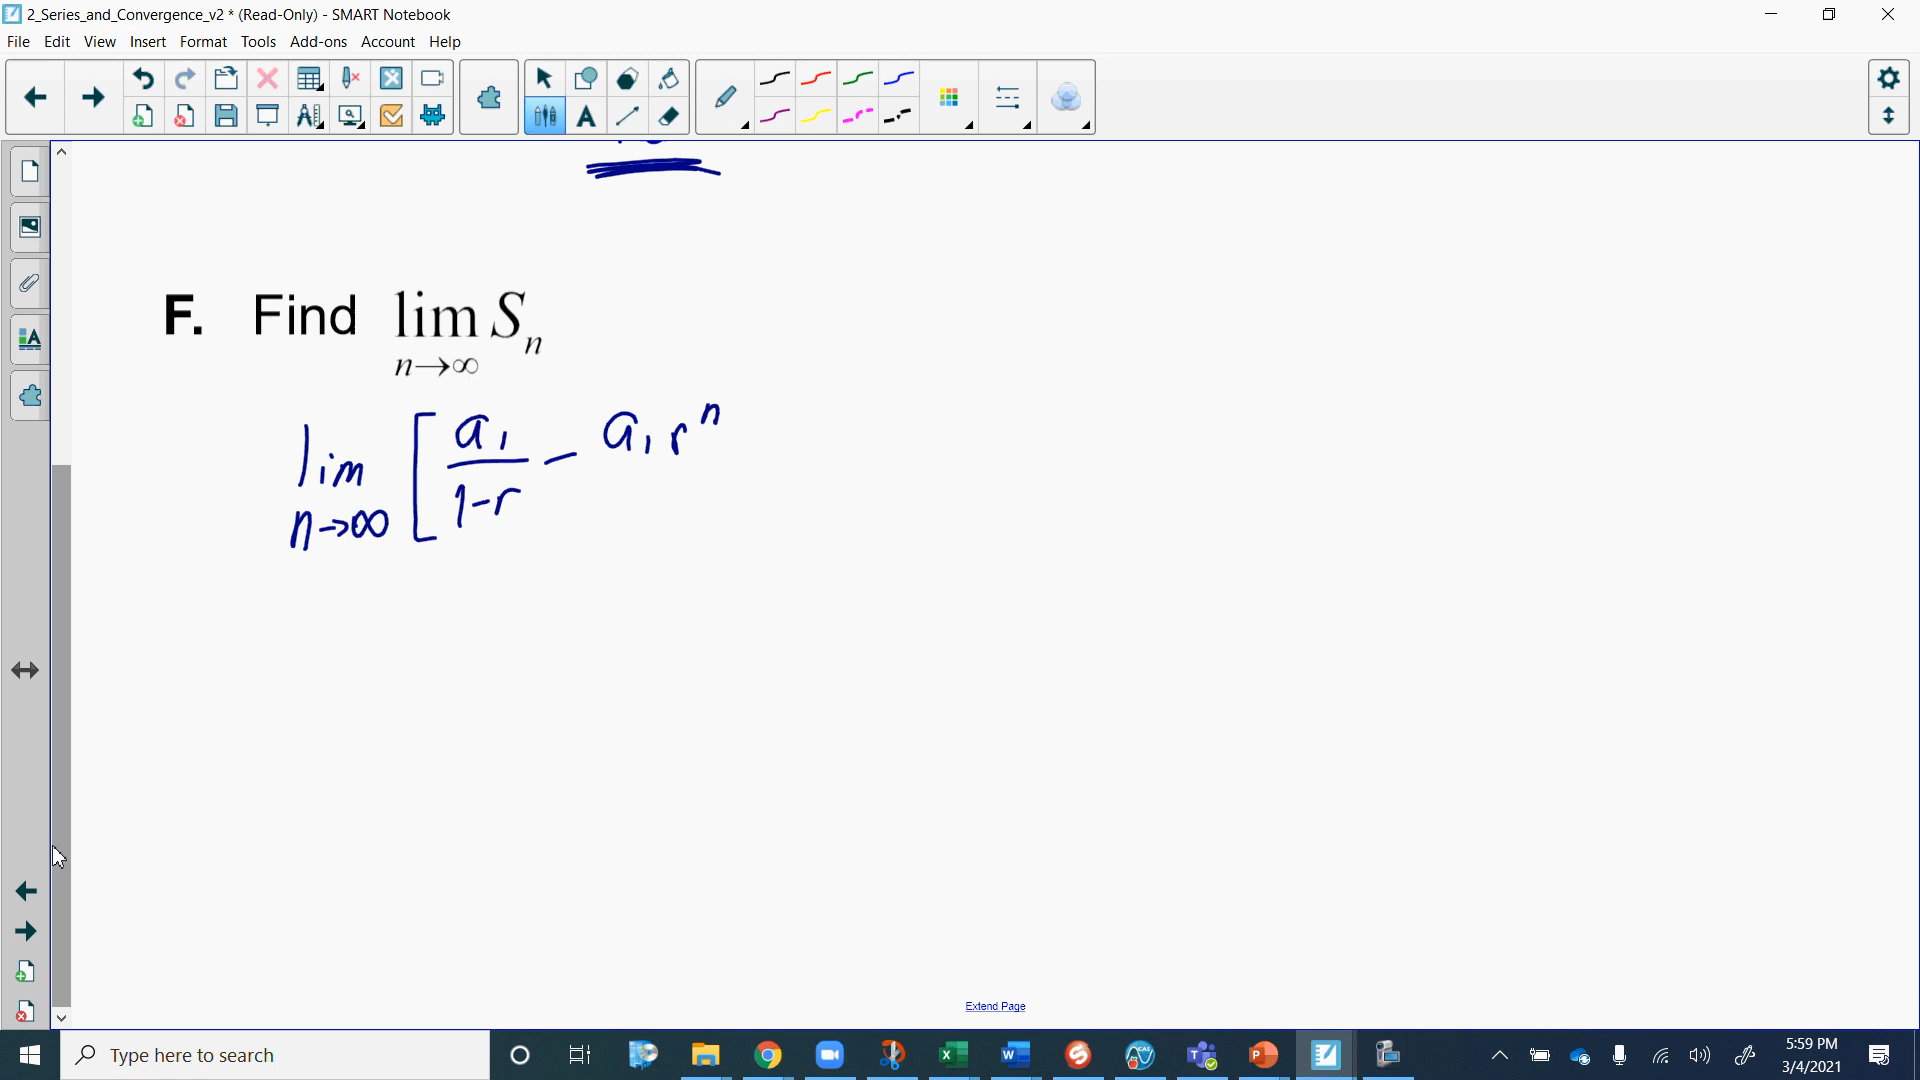 2_Series_and_Convergence_v2 * (Read-Only) - SMART Notebook
File Edit View Insert Format Tools Add-ons Account Help
F. Find lim S_n
n→∞
lim [ a₁ / 1-r - a₁ r^n
n→∞
Extend Page
Type here to search
5:59 PM
3/4/2021